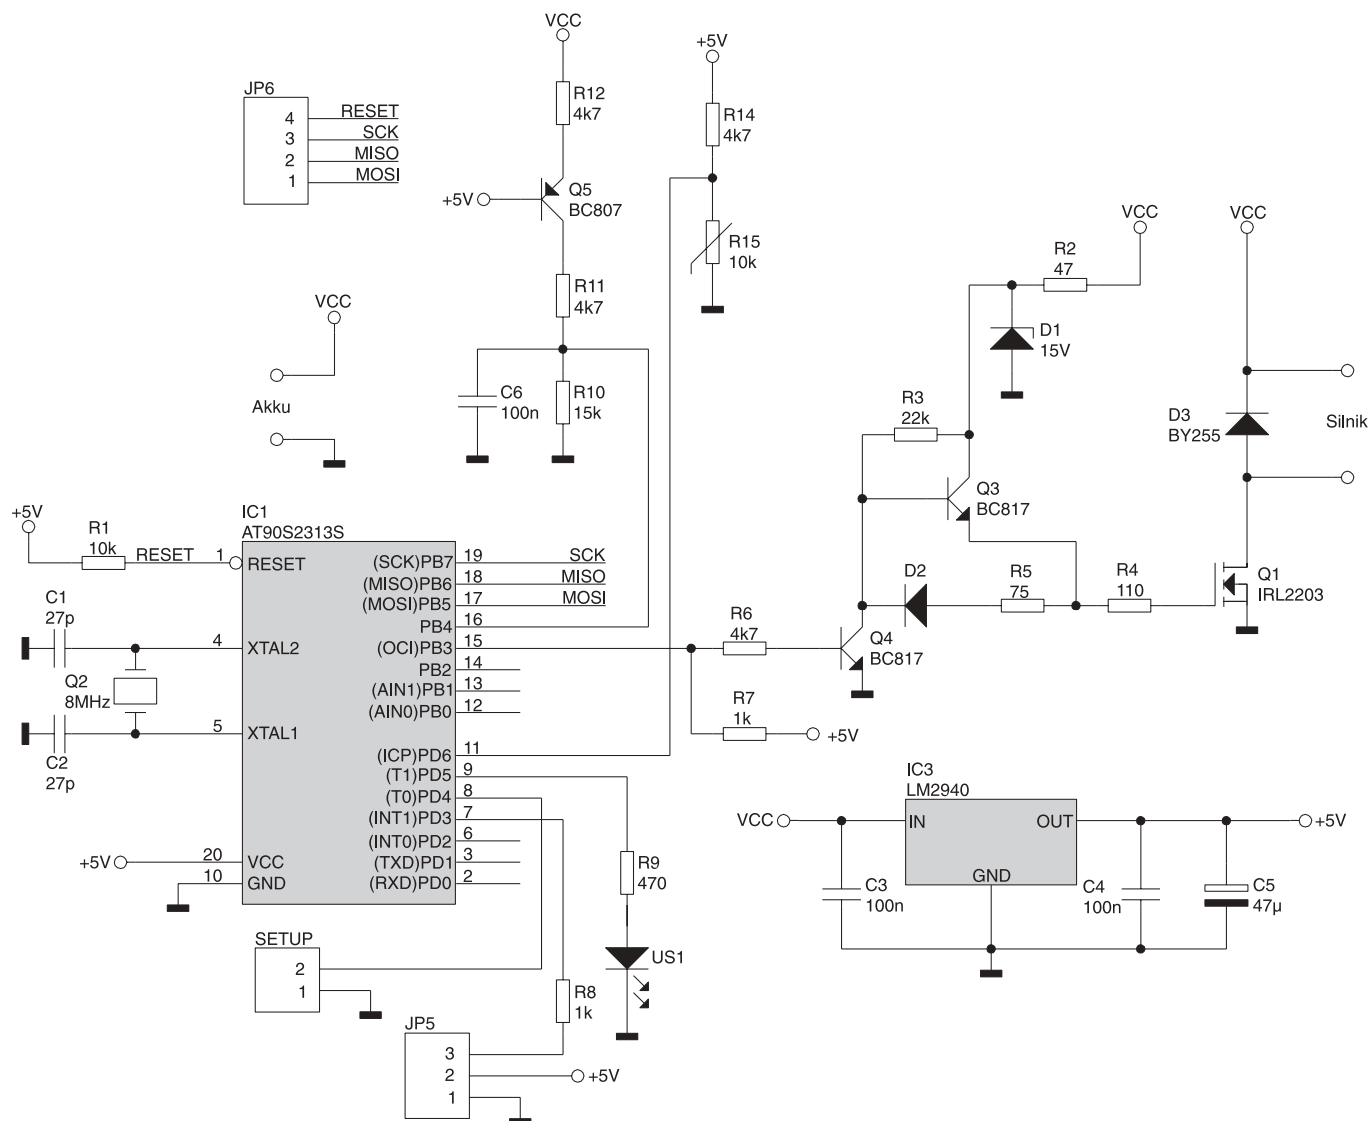 VCC
+5V
JP6
R12
4k7
R14
4k7
4 RESET
3 SCK
2 MISO
1 MOSI
+5V
Q5
BC807
R15
10k
VCC
VCC
R2
47
R11
4k7
VCC
D1
15V
Akku
C6
100n
R10
15k
R3
22k
D3
BY255
Silnik
Q3
BC817
+5V
R1
10k
RESET
IC1
AT90S2313S
1 RESET
(SCK)PB7 19 SCK
(MISO)PB6 18 MISO
(MOSI)PB5 17 MOSI
PB4 16
(OCI)PB3 15
PB2 14
(AIN1)PB1 13
(AIN0)PB0 12
(ICP)PD6 11
(T1)PD5 9
(T0)PD4 8
(INT1)PD3 7
(INT0)PD2 6
(TXD)PD1 3
(RXD)PD0 2
4 XTAL2
5 XTAL1
20 VCC
10 GND
C1
27p
Q2
8MHz
C2
27p
+5V
D2
R5
75
R4
110
Q1
IRL2203
R6
4k7
Q4
BC817
R7
1k
+5V
IC3
LM2940
VCC
IN
OUT
GND
+5V
C3
100n
C4
100n
C5
47µ
R9
470
US1
SETUP
2
1
R8
1k
JP5
3
2
1
+5V